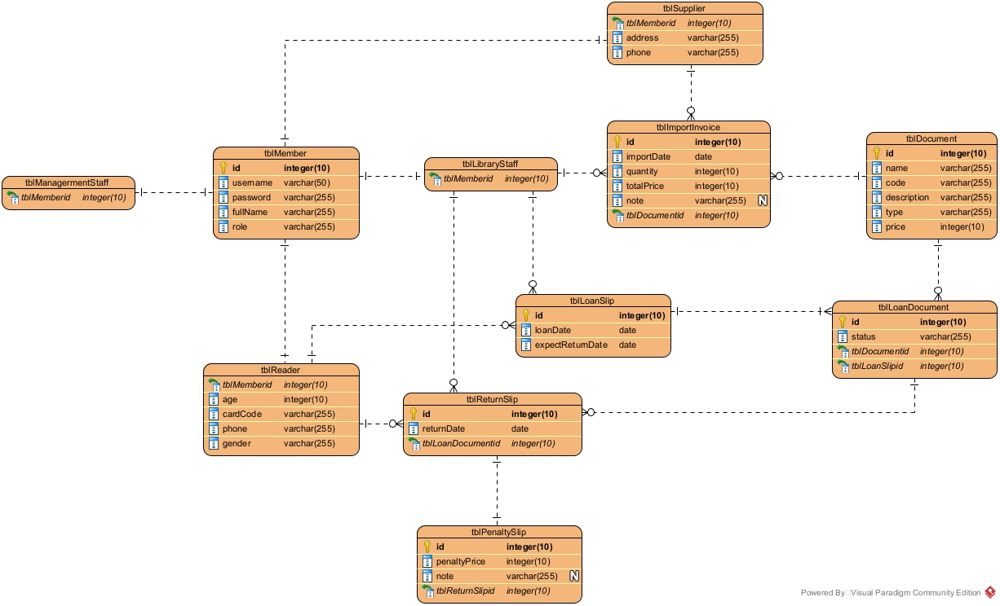 tblSupplier
tblMemberid integer(10)
address varchar(255)
phone varchar(255)
tblImportInvoice
id integer(10)
importDate date
quantity integer(10)
totalPrice integer(10)
note varchar(255) N
tblDocumentid integer(10)
tblDocument
id integer(10)
name varchar(255)
code varchar(255)
description varchar(255)
type varchar(255)
price integer(10)
tblMember
id integer(10)
username varchar(50)
password varchar(255)
fullName varchar(255)
role varchar(255)
tblLibraryStaff
tblMemberid integer(10)
tblManagermentStaff
tblMemberid integer(10)
tblLoanSlip
id integer(10)
loanDate date
expectReturnDate date
tblLoanDocument
id integer(10)
status varchar(255)
tblDocumentid integer(10)
tblLoanSlipid integer(10)
tblReader
tblMemberid integer(10)
age integer(10)
cardCode varchar(255)
phone varchar(255)
gender varchar(255)
tblReturnSlip
id integer(10)
returnDate date
tblLoanDocumentid integer(10)
tblPenaltySlip
id integer(10)
penaltyPrice integer(10)
note varchar(255) N
tblReturnSlipid integer(10)
Powered By Visual Paradigm Community Edition